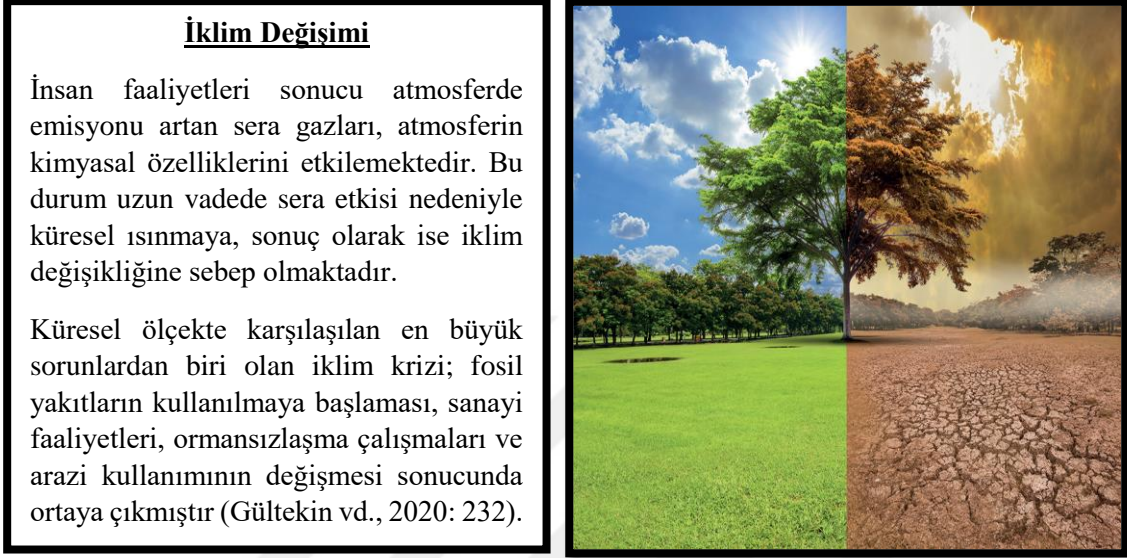 İklim Değişimi
İnsan faaliyetleri sonucu atmosferde
emisyonu artan sera gazları, atmosferin
kimyasal özelliklerini etkilemektedir. Bu
durum uzun vadede sera etkisi nedeniyle
küresel ısınmaya, sonuç olarak ise iklim
değişikliğine sebep olmaktadır.
Küresel ölçekte karşılaşılan en büyük
sorunlardan biri olan iklim krizi; fosil
yakıtların kullanılmaya başlaması, sanayi
faaliyetleri, ormansızlaşma çalışmaları ve
arazi kullanımının değişmesi sonucunda
ortaya çıkmıştır (Gültekin vd., 2020: 232).